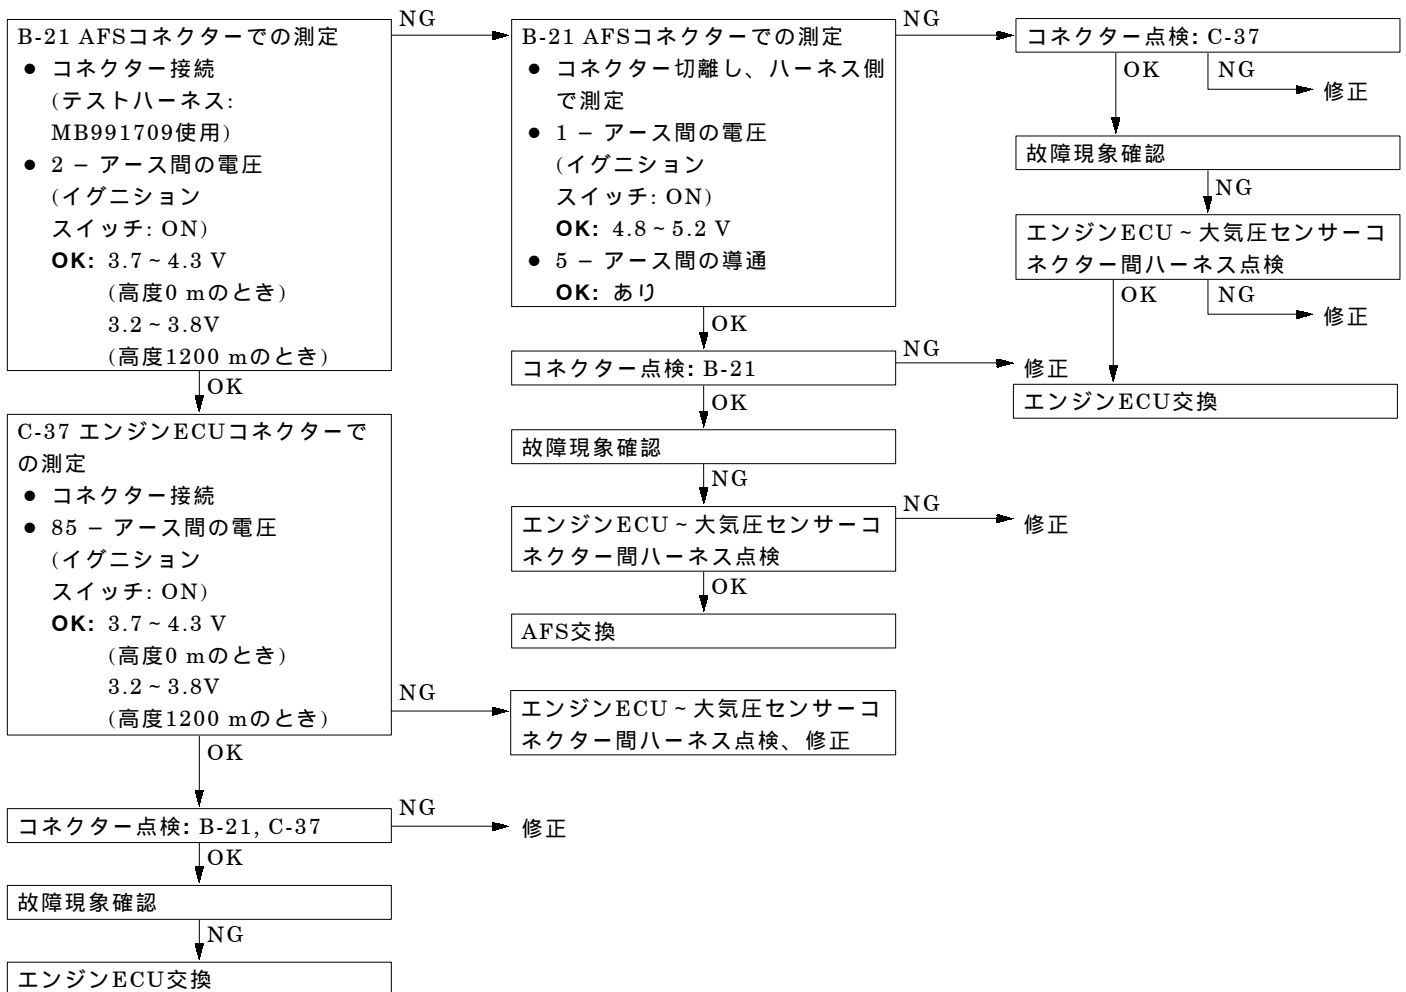 B-21 AFSコネクターでの測定
● コネクター接続
(テストハーネス:
MB991709使用)
● 2 – アース間の電圧
(イグニション
スイッチ: ON)
OK: 3.7 ~ 4.3 V
(高度0 mのとき)
3.2 ~ 3.8V
(高度1200 mのとき)
NG
OK
C-37 エンジンECUコネクターで
の測定
● コネクター接続
● 85 – アース間の電圧
(イグニション
スイッチ: ON)
OK: 3.7 ~ 4.3 V
(高度0 mのとき)
3.2 ~ 3.8V
(高度1200 mのとき)
NG
OK
コネクター点検: B-21, C-37
NG
修正
OK
故障現象確認
NG
エンジンECU交換
B-21 AFSコネクターでの測定
● コネクター切離し、ハーネス側
で測定
● 1 – アース間の電圧
(イグニション
スイッチ: ON)
OK: 4.8 ~ 5.2 V
● 5 – アース間の導通
OK: あり
NG
OK
コネクター点検: B-21
NG
修正
OK
故障現象確認
NG
エンジンECU ~ 大気圧センサーコ
ネクター間ハーネス点検
NG
修正
OK
AFS交換
エンジンECU ~ 大気圧センサーコ
ネクター間ハーネス点検、修正
コネクター点検: C-37
OK
NG
修正
故障現象確認
NG
エンジンECU ~ 大気圧センサーコ
ネクター間ハーネス点検
OK
NG
修正
エンジンECU交換